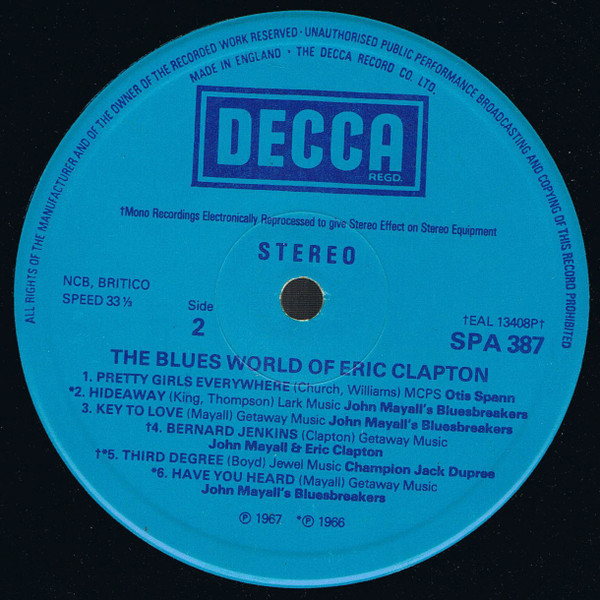 ALL RIGHTS OF THE MANUFACTURER AND OF THE OWNER OF THE RECORDED WORK RESERVED · UNAUTHORISED PUBLIC PERFORMANCE BROADCASTING AND COPYING OF THIS RECORD PROHIBITED
MADE IN ENGLAND · THE DECCA RECORD CO. LTD.
DECCA
REGD.
†Mono Recordings Electronically Reprocessed to give Stereo Effect on Stereo Equipment
STEREO
NCB, BRITICO
SPEED 33⅓
Side
2
†EAL 13408P†
SPA 387
THE BLUES WORLD OF ERIC CLAPTON
1. PRETTY GIRLS EVERYWHERE (Church, Williams) MCPS Otis Spann
*2. HIDEAWAY (King, Thompson) Lark Music John Mayall's Bluesbreakers
3. KEY TO LOVE (Mayall) Getaway Music John Mayall's Bluesbreakers
†4. BERNARD JENKINS (Clapton) Getaway Music
John Mayall & Eric Clapton
†*5. THIRD DEGREE (Boyd) Jewel Music Champion Jack Dupree
*6. HAVE YOU HEARD (Mayall) Getaway Music
John Mayall's Bluesbreakers
℗ 1967 *℗ 1966